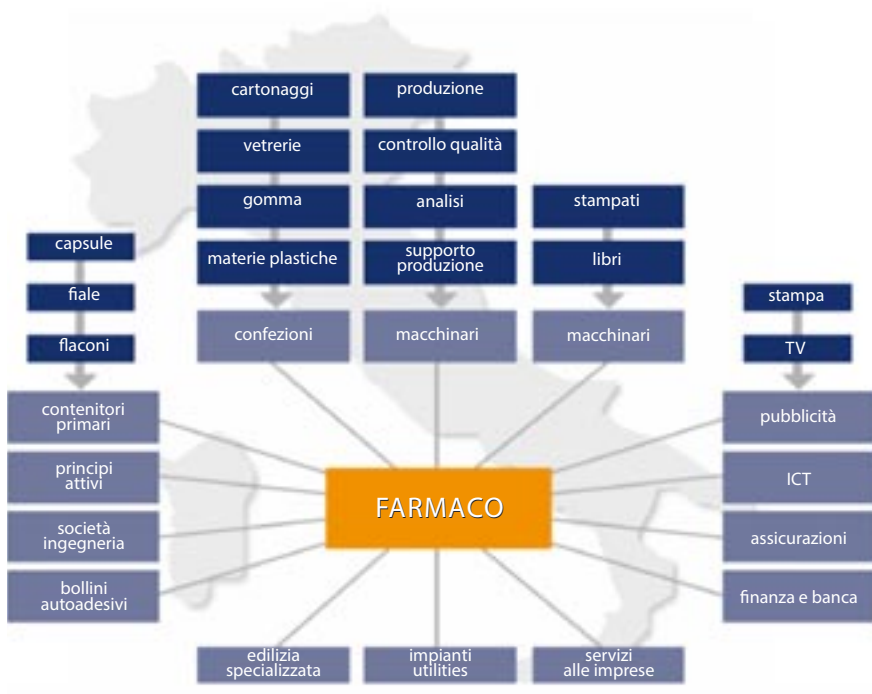 cartonaggi
produzione
vetrerie
controllo qualità
gomma
analisi
stampati
materie plastiche
supporto
produzione
libri
capsule
fiale
flaconi
stampa
TV
confezioni
macchinari
macchinari
contenitori
primari
pubblicità
principi
attivi
ICT
società
ingegneria
assicurazioni
bollini
autoadesivi
finanza e banca
FARMACO
edilizia
specializzata
impianti
utilities
servizi
alle imprese